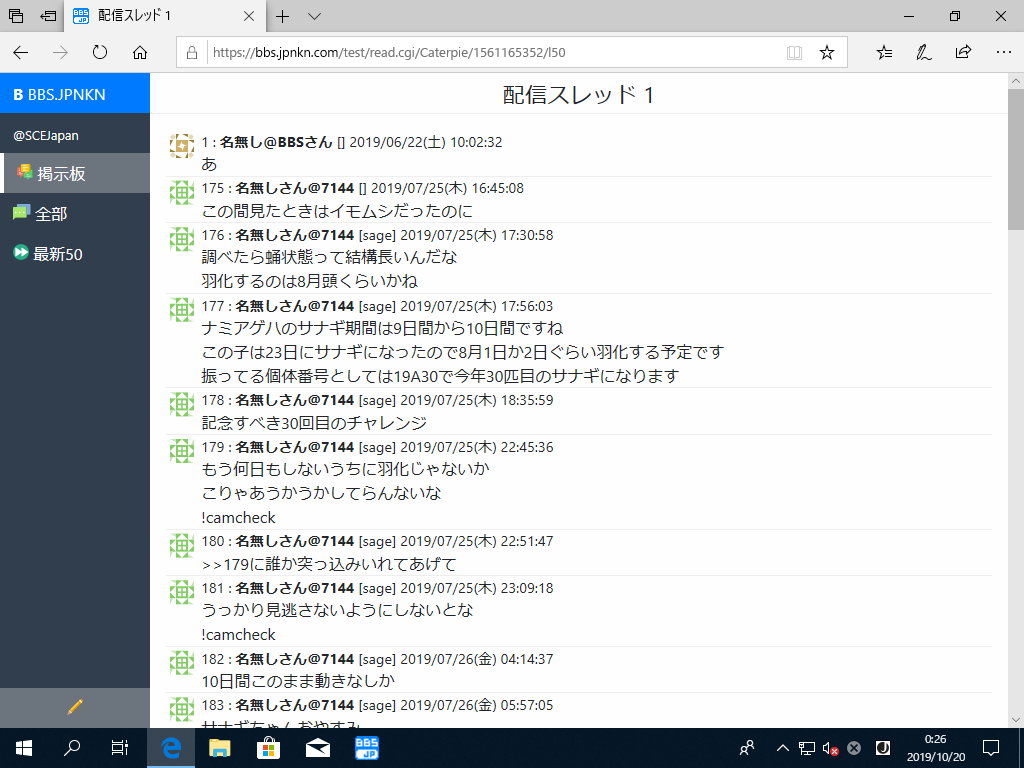 配信スレッド 1
https://bbs.jpnkn.com/test/read.cgi/Caterpie/1561165352/l50
B BBS.JPNKN
@SCEJapan
掲示板
全部
最新50
配信スレッド 1
1 : 名無し@BBSさん [] 2019/06/22(土) 10:02:32
あ
175 : 名無しさん@7144 [] 2019/07/25(木) 16:45:08
この間見たときはイモムシだったのに
176 : 名無しさん@7144 [sage] 2019/07/25(木) 17:30:58
調べたら蛹状態って結構長いんだな
羽化するのは8月頭くらいかね
177 : 名無しさん@7144 [sage] 2019/07/25(木) 17:56:03
ナミアゲハのサナギ期間は9日間から10日間ですね
この子は23日にサナギになったので8月1日か2日ぐらい羽化する予定です
振ってる個体番号としては19A30で今年30匹目のサナギになります
178 : 名無しさん@7144 [sage] 2019/07/25(木) 18:35:59
記念すべき30回目のチャレンジ
179 : 名無しさん@7144 [sage] 2019/07/25(木) 22:45:36
もう何日もしないうちに羽化じゃないか
こりゃあうかうかしてらんないな
!camcheck
180 : 名無しさん@7144 [sage] 2019/07/25(木) 22:51:47
>>179に誰か突っ込みいれてあげて
181 : 名無しさん@7144 [sage] 2019/07/25(木) 23:09:18
うっかり見逃さないようにしないとな
!camcheck
182 : 名無しさん@7144 [sage] 2019/07/26(金) 04:14:37
10日間このまま動きなしか
183 : 名無しさん@7144 [sage] 2019/07/26(金) 05:57:05
サナギちゃんおやすみ
BBS JP
0:26
2019/10/20